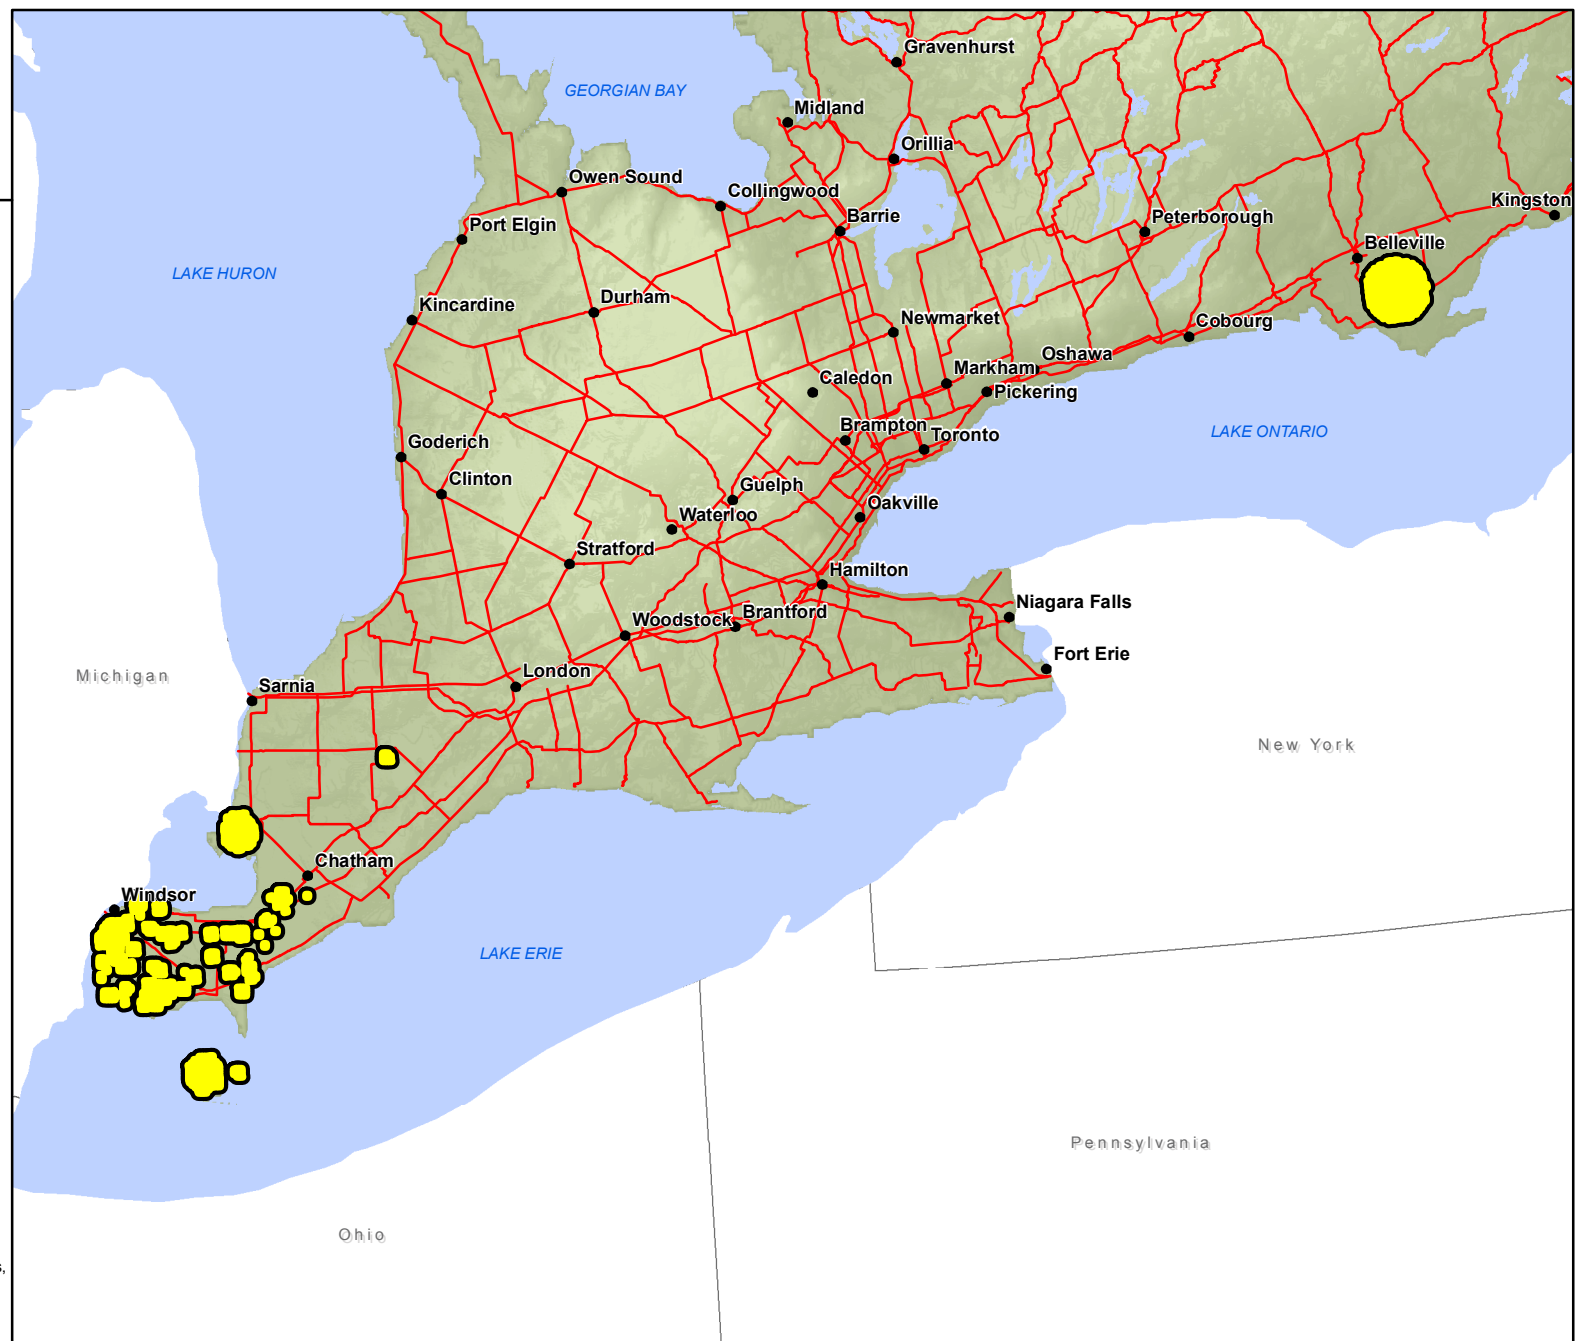 Gravenhurst
GEORGIAN BAY
Midland
Orillia
Owen Sound
Collingwood
Kingston
Barrie
Peterborough
Port Elgin
Belleville
LAKE HURON
Durham
Kincardine
Newmarket
Cobourg
Oshawa
Markham
Caledon
Pickering
Brampton
Toronto
LAKE ONTARIO
Goderich
Clinton
Guelph
Oakville
Waterloo
Stratford
Hamilton
Niagara Falls
Brantford
Woodstock
Fort Erie
London
Michigan
Sarnia
New York
Chatham
Windsor
LAKE ERIE
Pennsylvania
Ohio